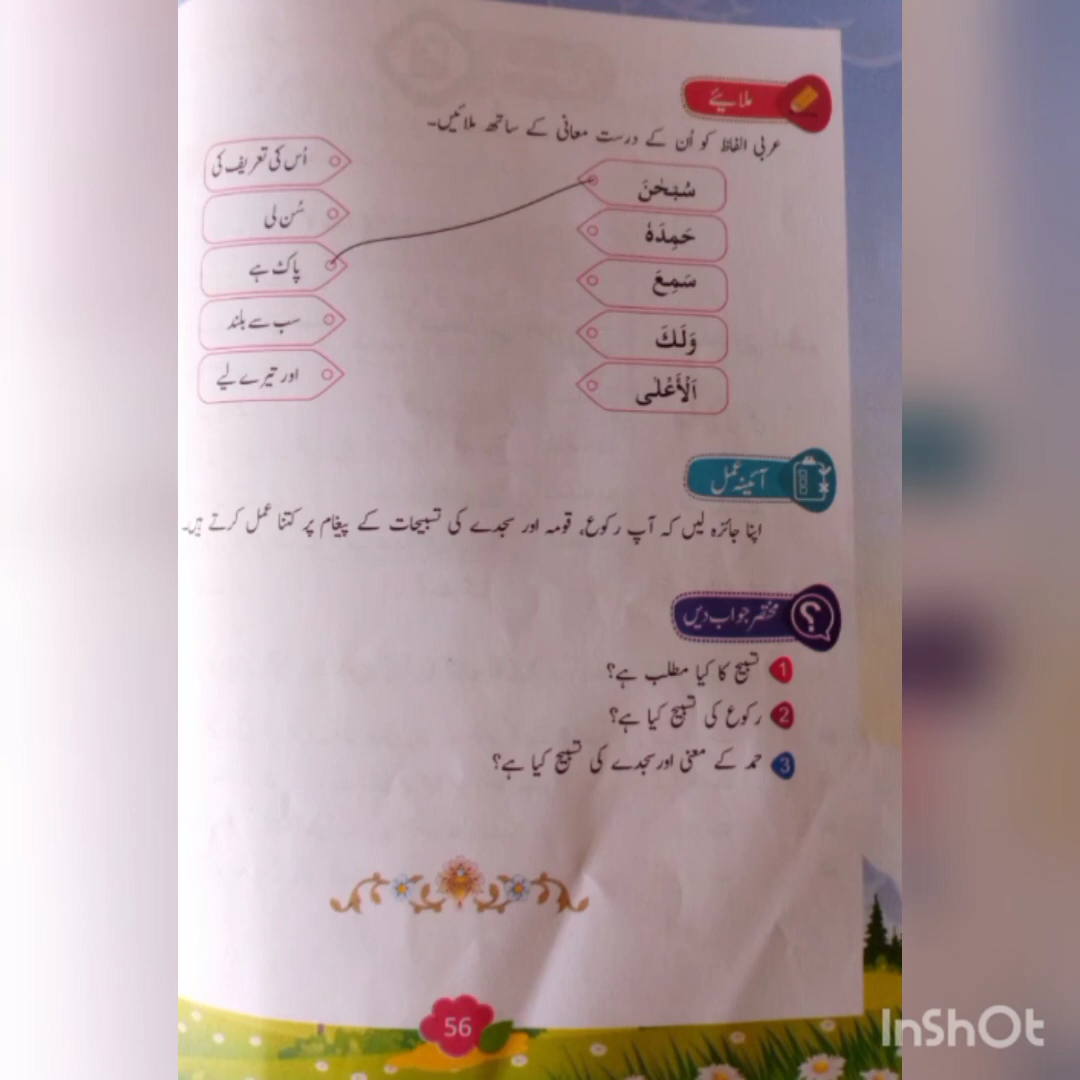 ملائیے
عربی الفاظ کو اُن کے درست معانی کے ساتھ ملائیں۔
سُبْحٰنَ
اُس کی تعریف کی
حَمِدَهٗ
سُن لی
سَمِعَ
پاک ہے
وَلَكَ
سب سے بلند
اَلْأَعْلٰى
اور تیرے لیے
آئینہ عمل
اپنا جائزہ لیں کہ آپ رکوع، قومہ اور سجدے کی تسبیحات کے پیغام پر کتنا عمل کرتے ہیں۔
مختصر جواب دیں
1 تسبیح کا کیا مطلب ہے؟
2 رکوع کی تسبیح کیا ہے؟
3 حمد کے معنی اور سجدے کی تسبیح کیا ہے؟
56
InShOt